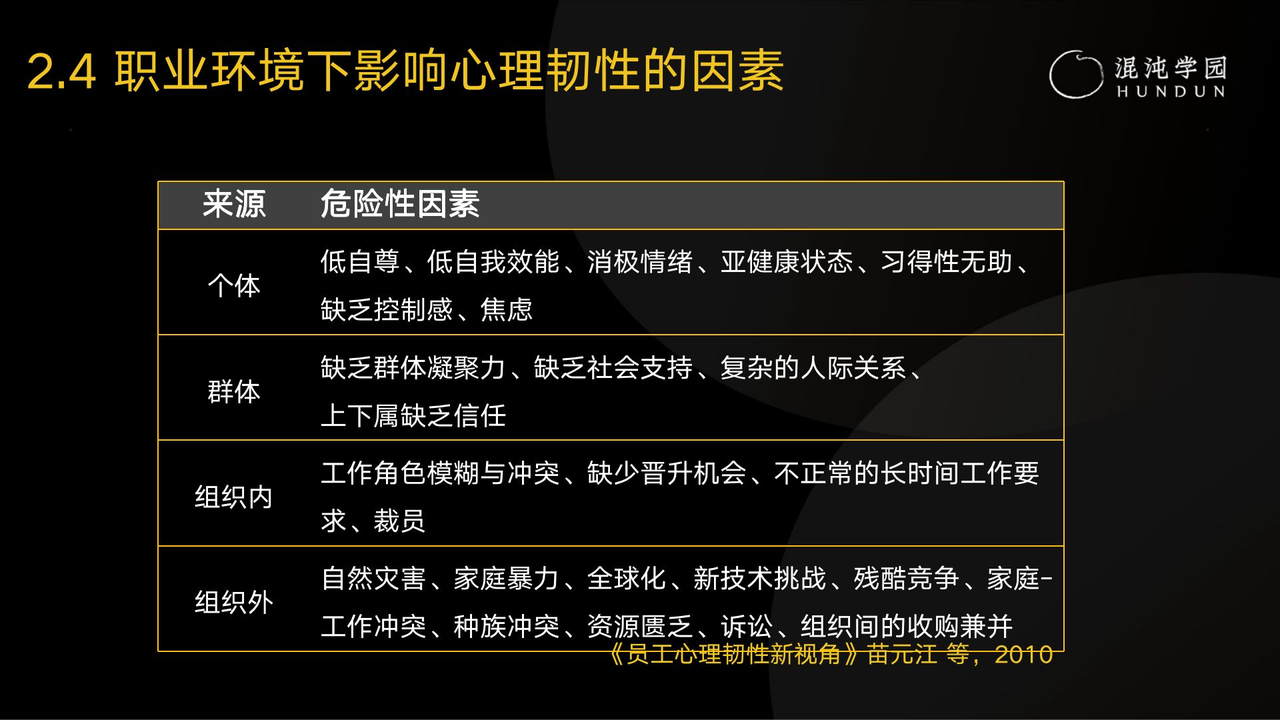 2.4 职业环境下影响心理韧性的因素
混沌学园
HUNDUN
来源 危险性因素
个体
低自尊、低自我效能、消极情绪、亚健康状态、习得性无助、
缺乏控制感、焦虑
群体
缺乏群体凝聚力、缺乏社会支持、复杂的人际关系、
上下属缺乏信任
组织内
工作角色模糊与冲突、缺少晋升机会、不正常的长时间工作要
求、裁员
组织外
自然灾害、家庭暴力、全球化、新技术挑战、残酷竞争、家庭-
工作冲突、种族冲突、资源匮乏、诉讼、组织间的收购兼并
《员工心理韧性新视角》苗元江 等，2010